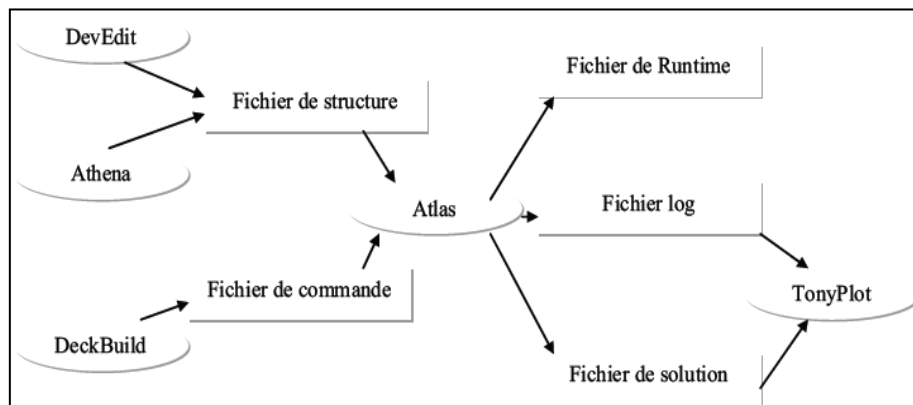 DevEdit
Fichier de structure
Athena
Fichier de Runtime
Atlas
Fichier log
Fichier de commande
DeckBuild
TonyPlot
Fichier de solution